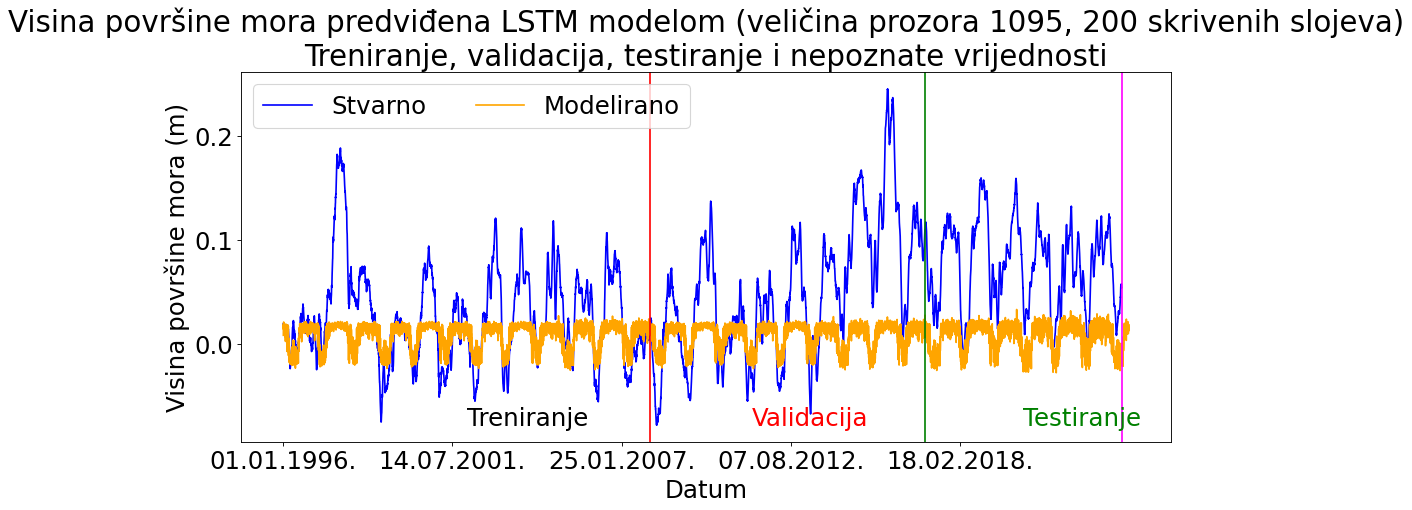 Visina površine mora predviđena LSTM modelom (veličina prozora 1095, 200 skrivenih slojeva)
Treniranje, validacija, testiranje i nepoznate vrijednosti
Stvarno
Modelirano
Visina površine mora (m)
0.2
0.1
0.0
Treniranje
Validacija
Testiranje
01.01.1996.
14.07.2001.
25.01.2007.
07.08.2012.
18.02.2018.
Datum